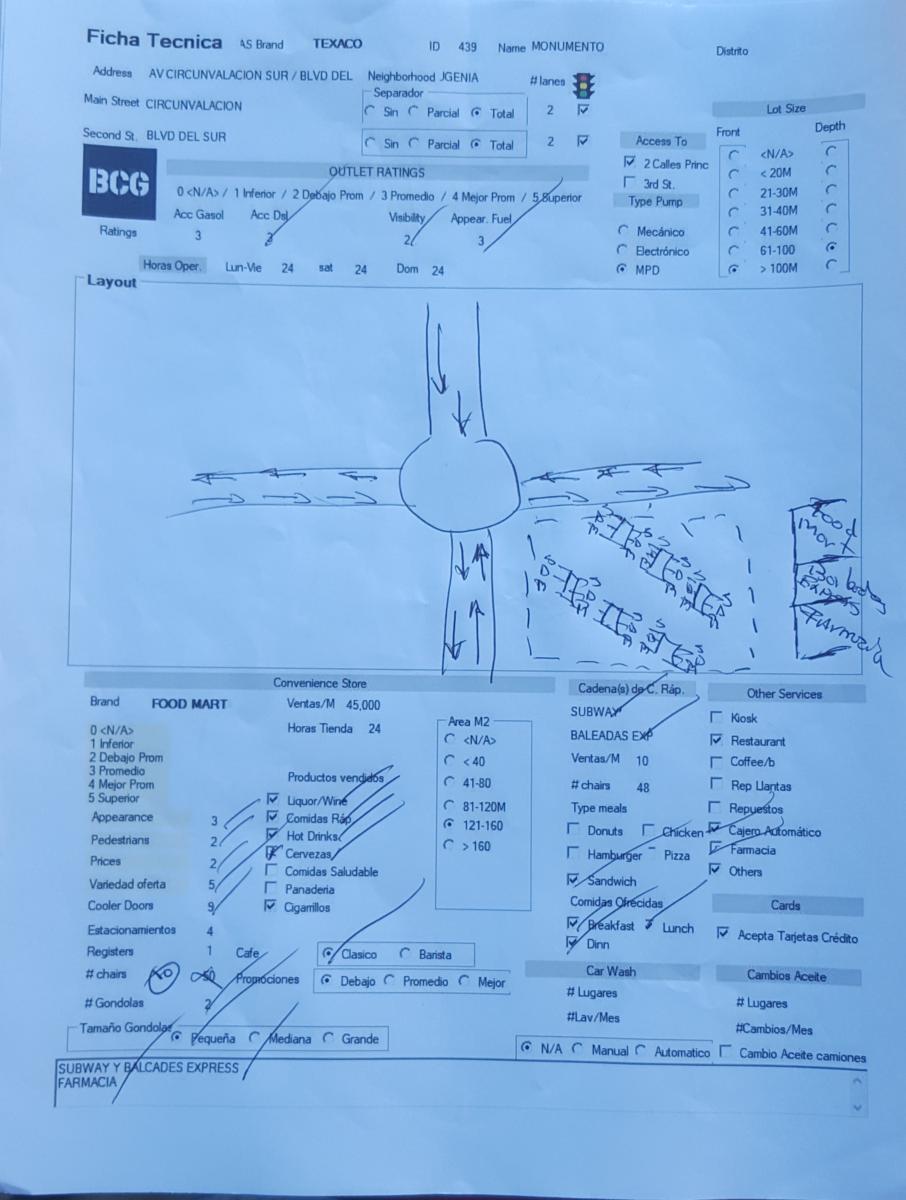 Ficha Tecnica AS Brand TEXACO ID 439 Name MONUMENTO Distrito
Address AV CIRCUNVALACION SUR / BLVD DEL Neighborhood JGENIA # lanes
Main Street CIRCUNVALACION Separador Sin Parcial Total 2
Second St. BLVD DEL SUR Sin Parcial Total 2
Lot Size
Front Depth
<N/A>
< 20M
21-30M
31-40M
41-60M
61-100
> 100M
Access To
2 Calles Princ
3rd St.
Type Pump
Mecánico
Electrónico
MPD
BCG
OUTLET RATINGS
0 <N/A> / 1 Inferior / 2 Debajo Prom / 3 Promedio / 4 Mejor Prom / 5 Superior
Acc Gasol Acc Dsl Visibility Appear. Fuel
Ratings 3 3 2 3
Horas Oper. Lun-Vie 24 sat 24 Dom 24
Layout
Food
mart
Express
Farmacia
Convenience Store
Brand FOOD MART Ventas/M 45,000
Horas Tienda 24
0 <N/A>
1 Inferior
2 Debajo Prom
3 Promedio
4 Mejor Prom
5 Superior
Appearance 3
Pedestrians 2
Prices 2
Variedad oferta 5
Cooler Doors 9
Estacionamientos 4
Registers 1
# chairs
# Gondolas 2
Productos vendidos
Liquor/Wine
Comidas Ráp
Hot Drinks
Cervezas
Comidas Saludable
Panaderia
Cigarrillos
Area M2
<N/A>
< 40
41-80
81-120M
121-160
> 160
Cafe Clasico Barista
Promociones Debajo Promedio Mejor
Tamaño Gondolas Pequeña Mediana Grande
Cadena(s) de C. Ráp.
SUBWAY
BALEADAS EXP
Ventas/M 10
# chairs 48
Type meals
Donuts Chicken
Hamburger Pizza
Sandwich
Comidas Ofrecidas
Breakfast Lunch
Dinn
Other Services
Kiosk
Restaurant
Coffee/b
Rep Llantas
Repuestos
Cajero Automático
Farmacia
Others
Cards
Acepta Tarjetas Crédito
Car Wash
# Lugares
#Lav/Mes
N/A Manual Automatico
Cambios Aceite
# Lugares
#Cambios/Mes
Cambio Aceite camiones
SUBWAY Y BALCADES EXPRESS
FARMACIA